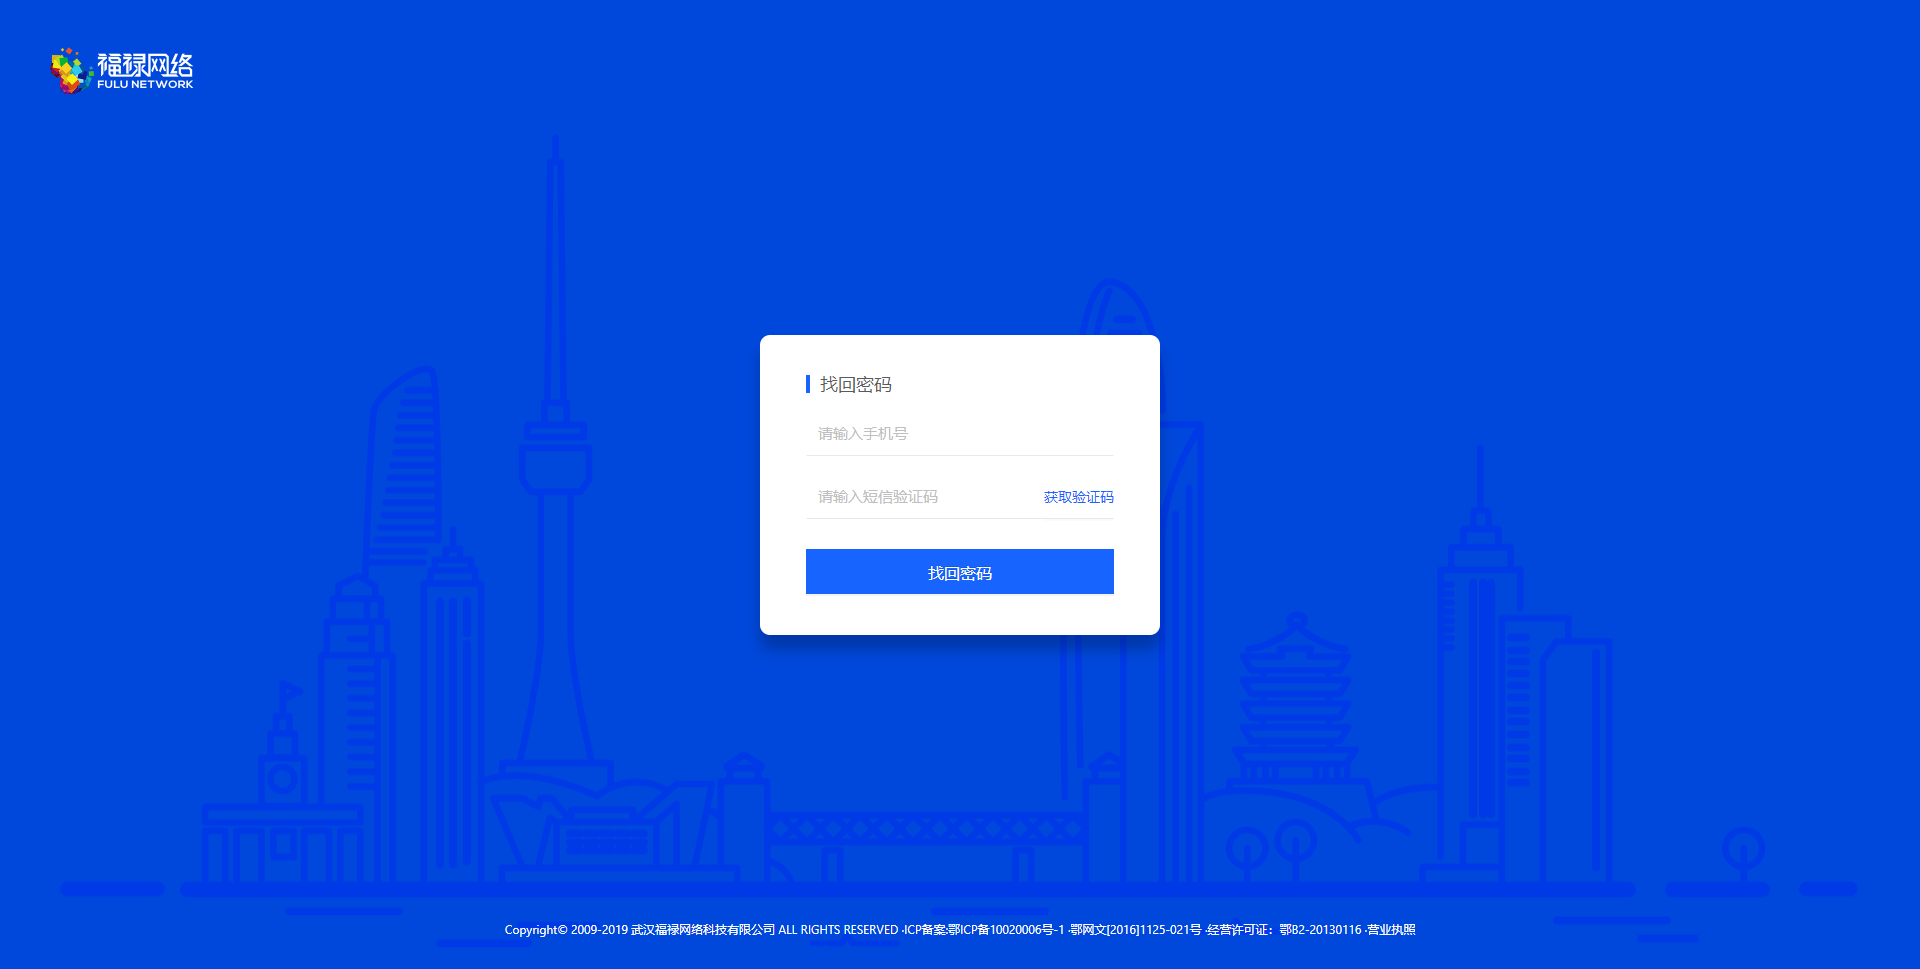 福禄网络
FULU NETWORK
找回密码
请输入手机号
请输入短信验证码
获取验证码
找回密码
Copyright© 2009-2019 武汉福禄网络科技有限公司 ALL RIGHTS RESERVED ·ICP备案:鄂ICP备10020006号-1 ·鄂网文[2016]1125-021号 ·经营许可证：鄂B2-20130116 ·营业执照